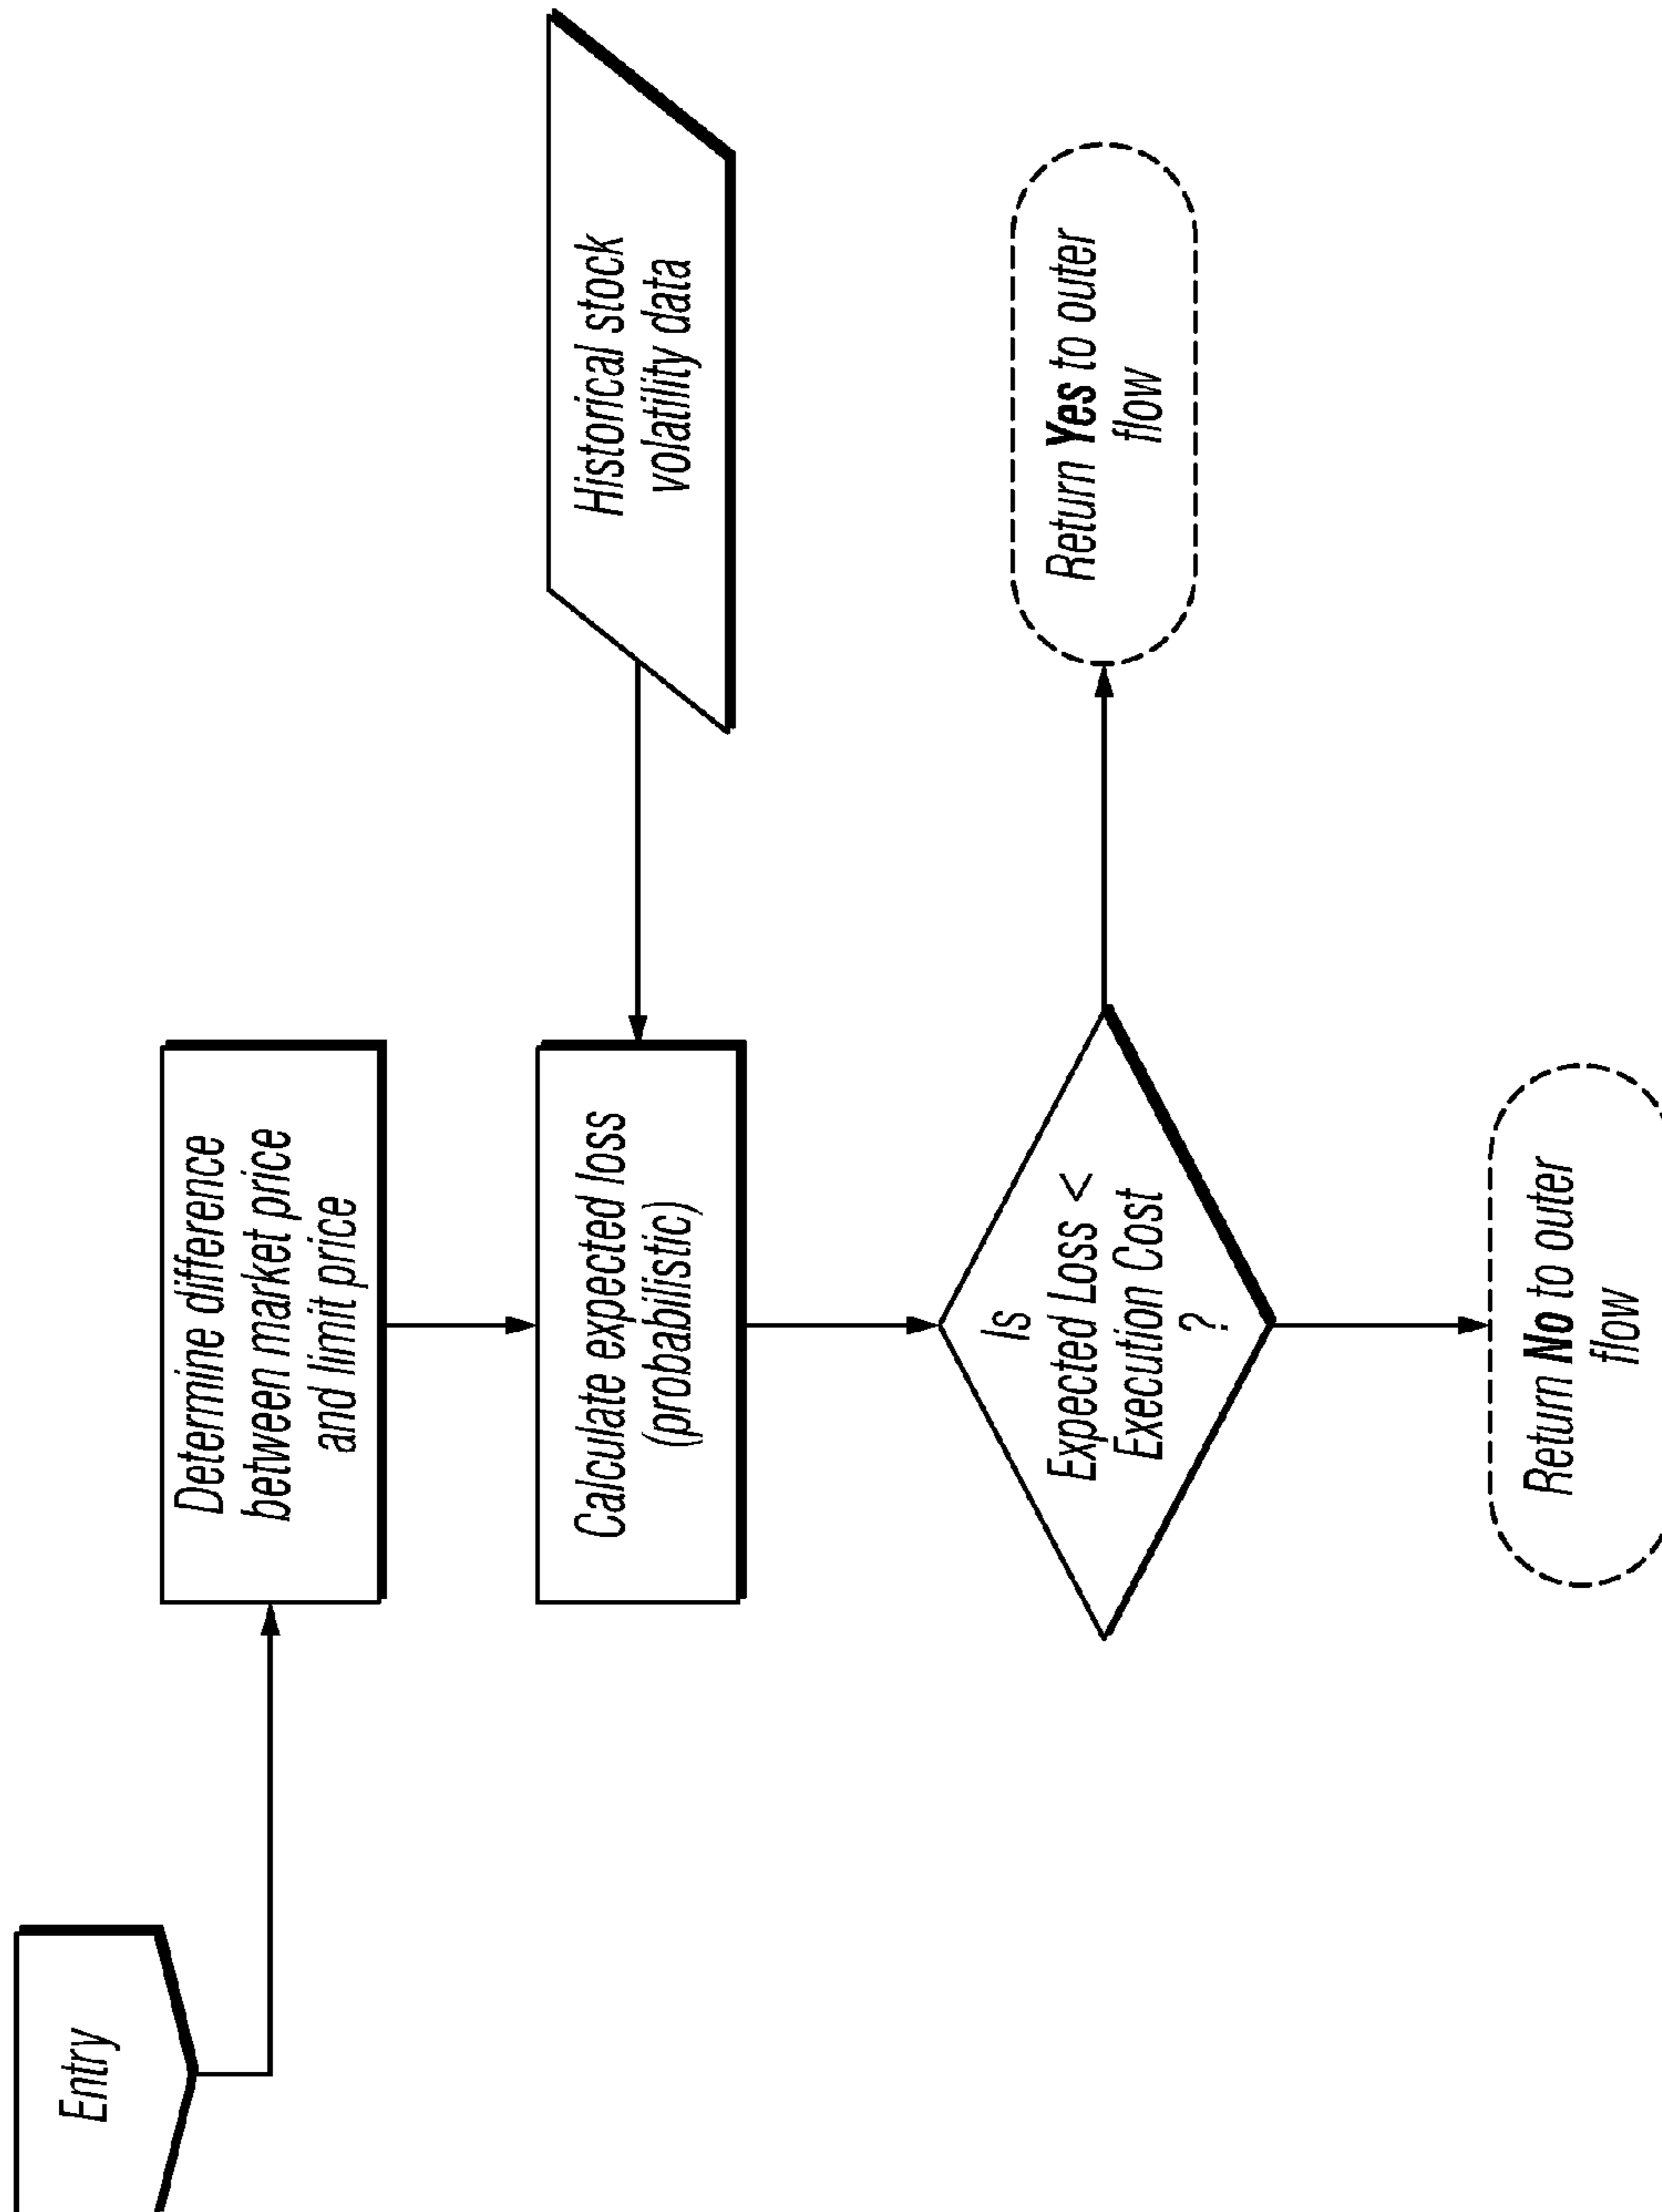 Entry
Determine difference
between market price
and limit price
Calculate expected loss
(probabilistic)
Historical stock
volatility data
Is
Expected Loss <
Execution Cost
?
Return Yes to outer
flow
Return No to outer
flow